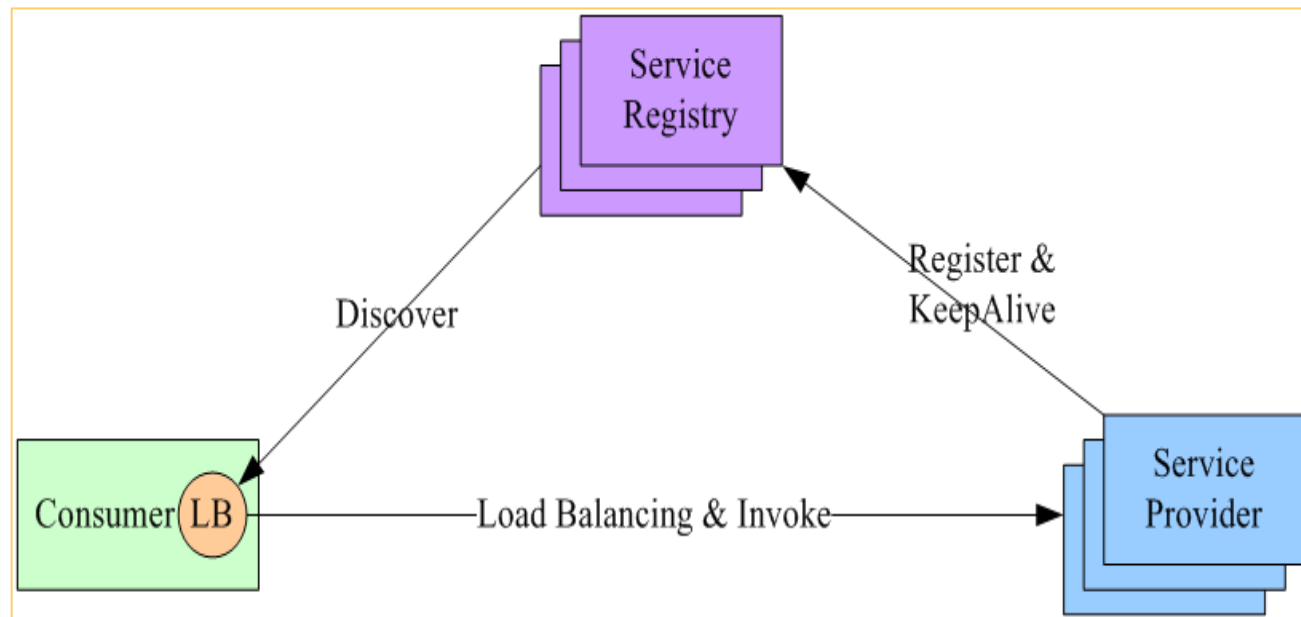 Service
Registry
Register &
KeepAlive
Discover
Service
Provider
Consumer
LB
Load Balancing & Invoke